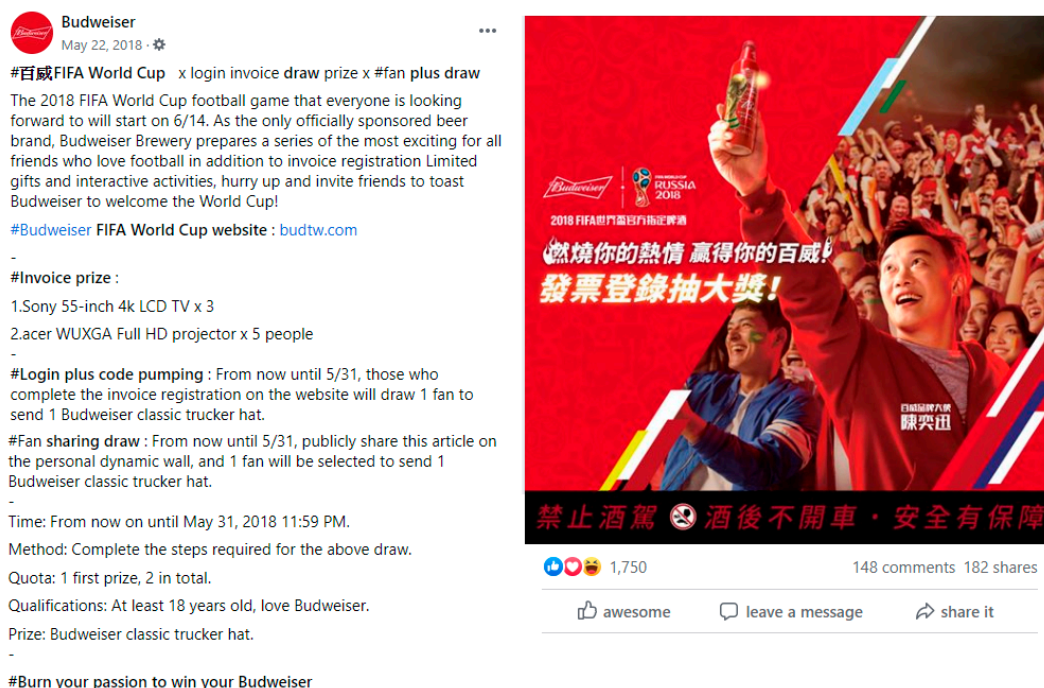 Budweiser
May 22, 2018
#百威FIFA World Cup x login invoice draw prize x #fan plus draw
The 2018 FIFA World Cup football game that everyone is looking
forward to will start on 6/14. As the only officially sponsored beer
brand, Budweiser Brewery prepares a series of the most exciting for all
friends who love football in addition to invoice registration Limited
gifts and interactive activities, hurry up and invite friends to toast
Budweiser to welcome the World Cup!
#Budweiser FIFA World Cup website : budtw.com
-
#Invoice prize :
1.Sony 55-inch 4k LCD TV x 3
2.acer WUXGA Full HD projector x 5 people
-
#Login plus code pumping : From now until 5/31, those who
complete the invoice registration on the website will draw 1 fan to
send 1 Budweiser classic trucker hat.
#Fan sharing draw : From now until 5/31, publicly share this article on
the personal dynamic wall, and 1 fan will be selected to send 1
Budweiser classic trucker hat.
-
Time: From now on until May 31, 2018 11:59 PM.
Method: Complete the steps required for the above draw.
Quota: 1 first prize, 2 in total.
Qualifications: At least 18 years old, love Budweiser.
Prize: Budweiser classic trucker hat.
-
#Burn your passion to win your Budweiser
Budweiser
FIFA WORLD CUP
RUSSIA
2018
2018 FIFA世界盃官方指定啤酒
燃燒你的熱情 贏得你的百威!
發票登錄抽大獎!
百威品牌大使
陳奕迅
禁止酒駕 酒後不開車·安全有保障
1,750
148 comments 182 shares
awesome
leave a message
share it